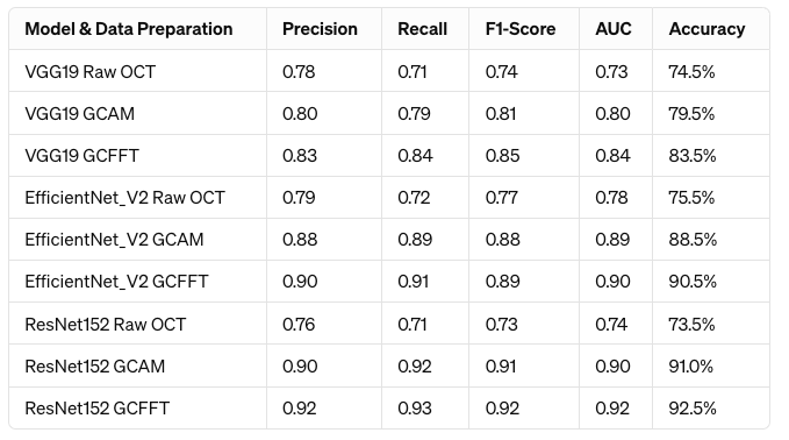 Model & Data Preparation Precision Recall F1-Score AUC Accuracy
VGG19 Raw OCT 0.78 0.71 0.74 0.73 74.5%
VGG19 GCAM 0.80 0.79 0.81 0.80 79.5%
VGG19 GCFFT 0.83 0.84 0.85 0.84 83.5%
EfficientNet_V2 Raw OCT 0.79 0.72 0.77 0.78 75.5%
EfficientNet_V2 GCAM 0.88 0.89 0.88 0.89 88.5%
EfficientNet_V2 GCFFT 0.90 0.91 0.89 0.90 90.5%
ResNet152 Raw OCT 0.76 0.71 0.73 0.74 73.5%
ResNet152 GCAM 0.90 0.92 0.91 0.90 91.0%
ResNet152 GCFFT 0.92 0.93 0.92 0.92 92.5%